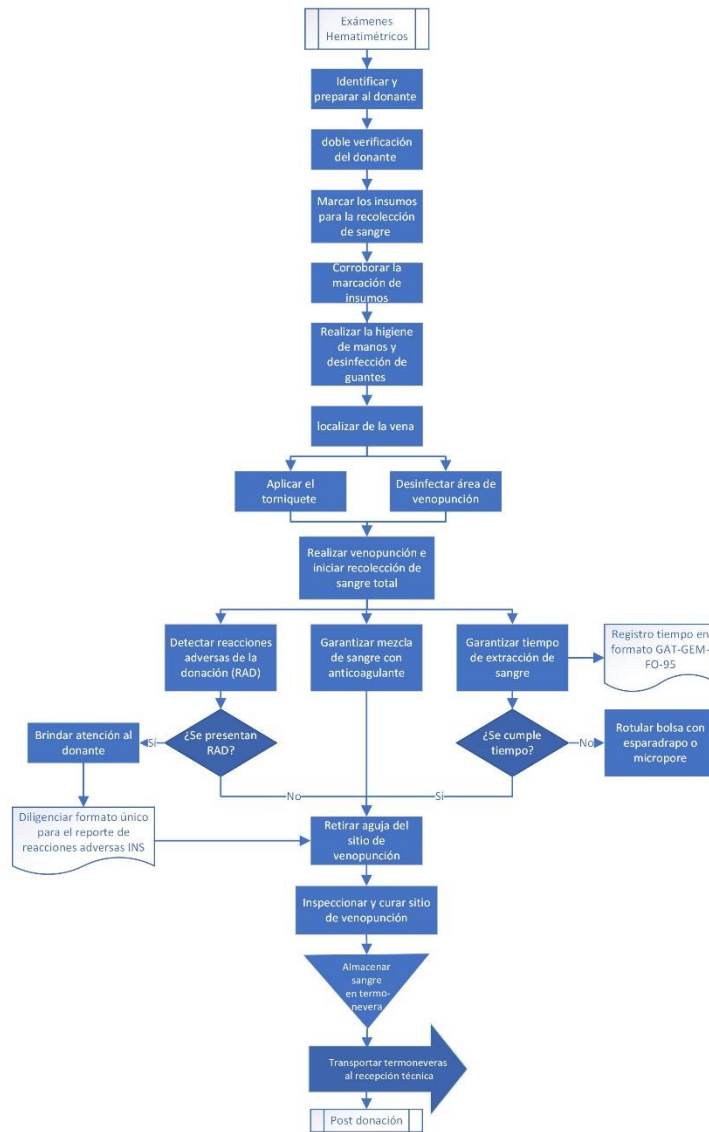 Exámenes
Hematimétricos
Identificar y
preparar al donante
doble verificación
del donante
Marcar los insumos
para la recolección
de sangre
Corroborar la
marcación de
insumos
Realizar la higiene
de manos y
desinfección de
guantes
localizar de la vena
Aplicar el
torniquete
Desinfectar área de
venopunción
Realizar venopunción e
iniciar recolección de
sangre total
Detectar reacciones
adversas de la
donación (RAD)
Garantizar mezcla
de sangre con
anticoagulante
Garantizar tiempo
de extracción de
sangre
Registro tiempo en
formato GAT-GEM-
FO-95
Brindar atención al
donante
Sí
¿Se presentan
RAD?
¿Se cumple
tiempo?
No
Rotular bolsa con
esparadrapo o
micropore
No
Sí
Diligenciar formato único
para el reporte de
reacciones adversas INS
Retirar aguja del
sitio de
venopunción
Inspeccionar y curar sitio
de venopunción
Almacenar
sangre
en termo-
nevera
Transportar termoneveras
al recepción técnica
Post donación